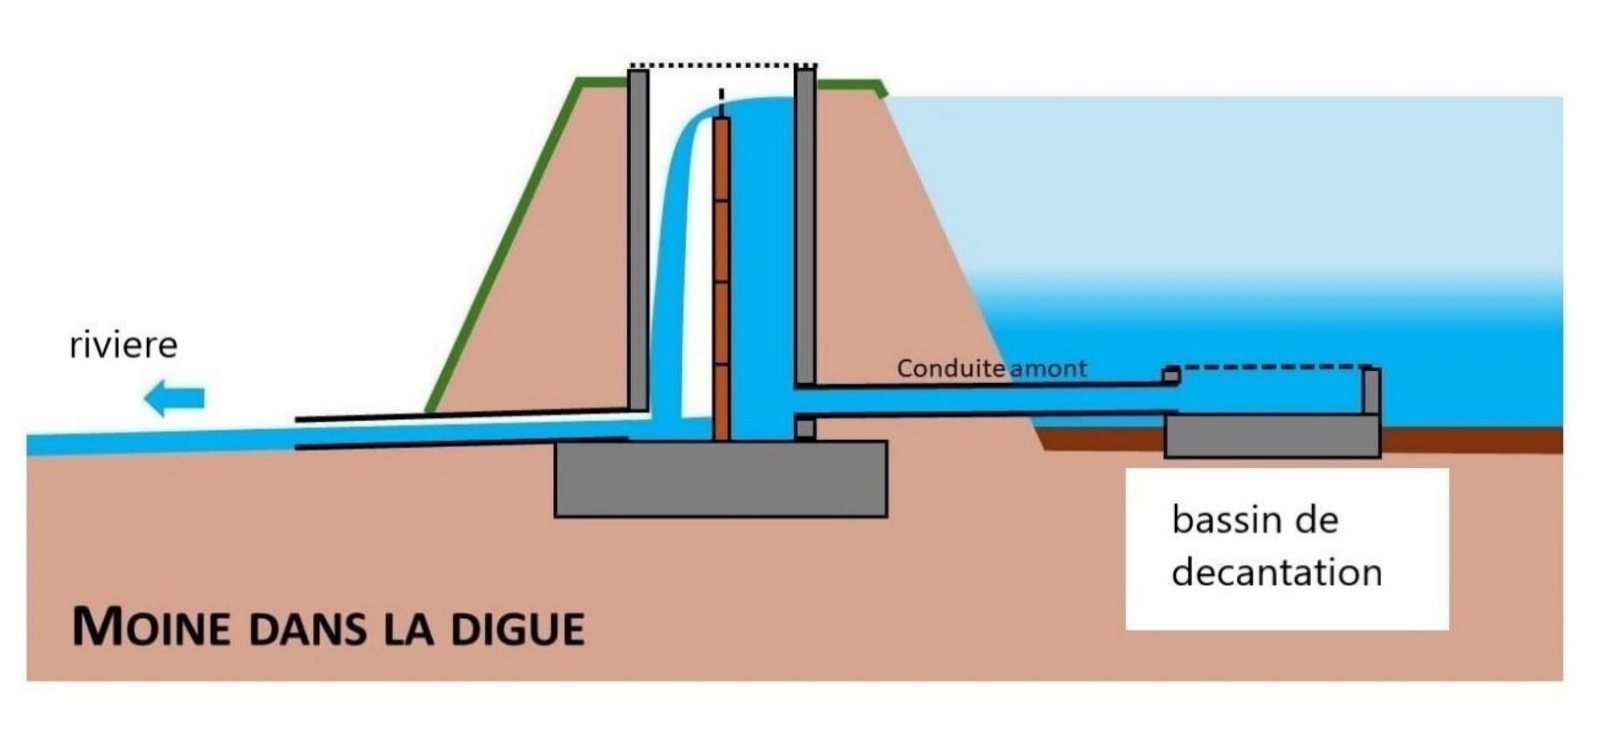 riviere
Conduite amont
bassin de
decantation
MOINE DANS LA DIGUE